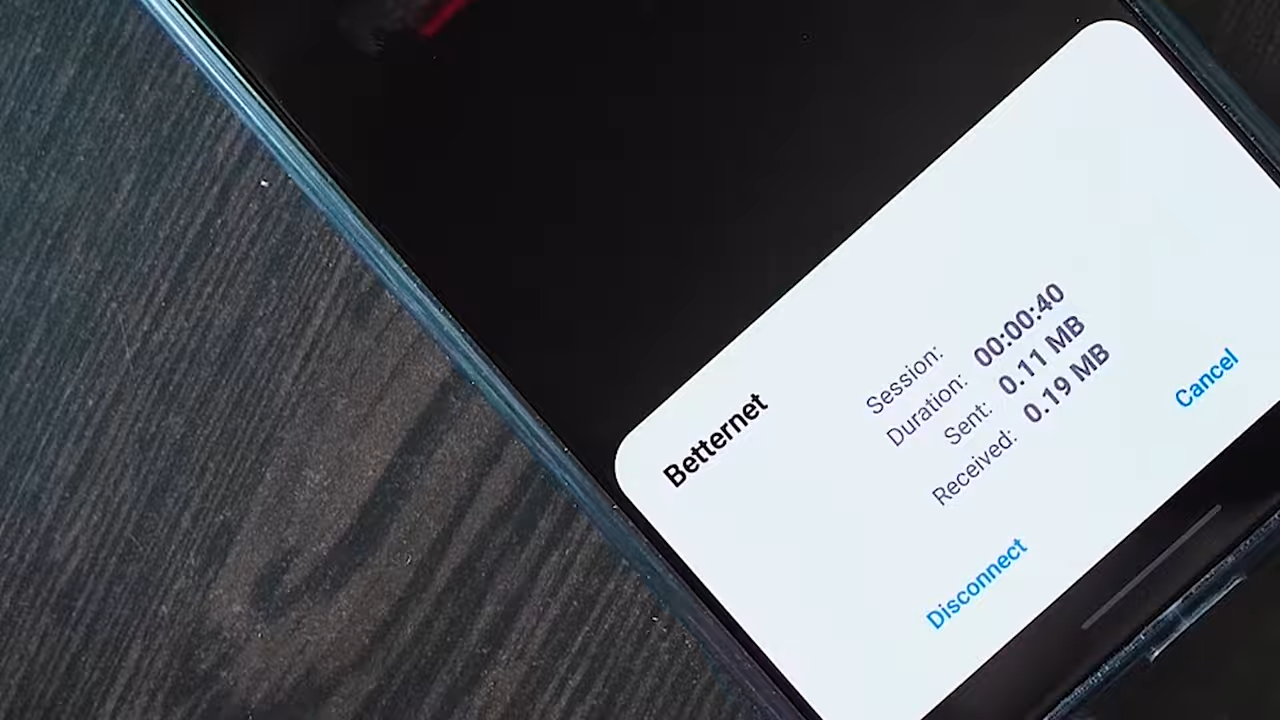 Betternet
Session:
Duration: 00:00:40
Sent: 0.11 MB
Received: 0.19 MB
Cancel
Disconnect